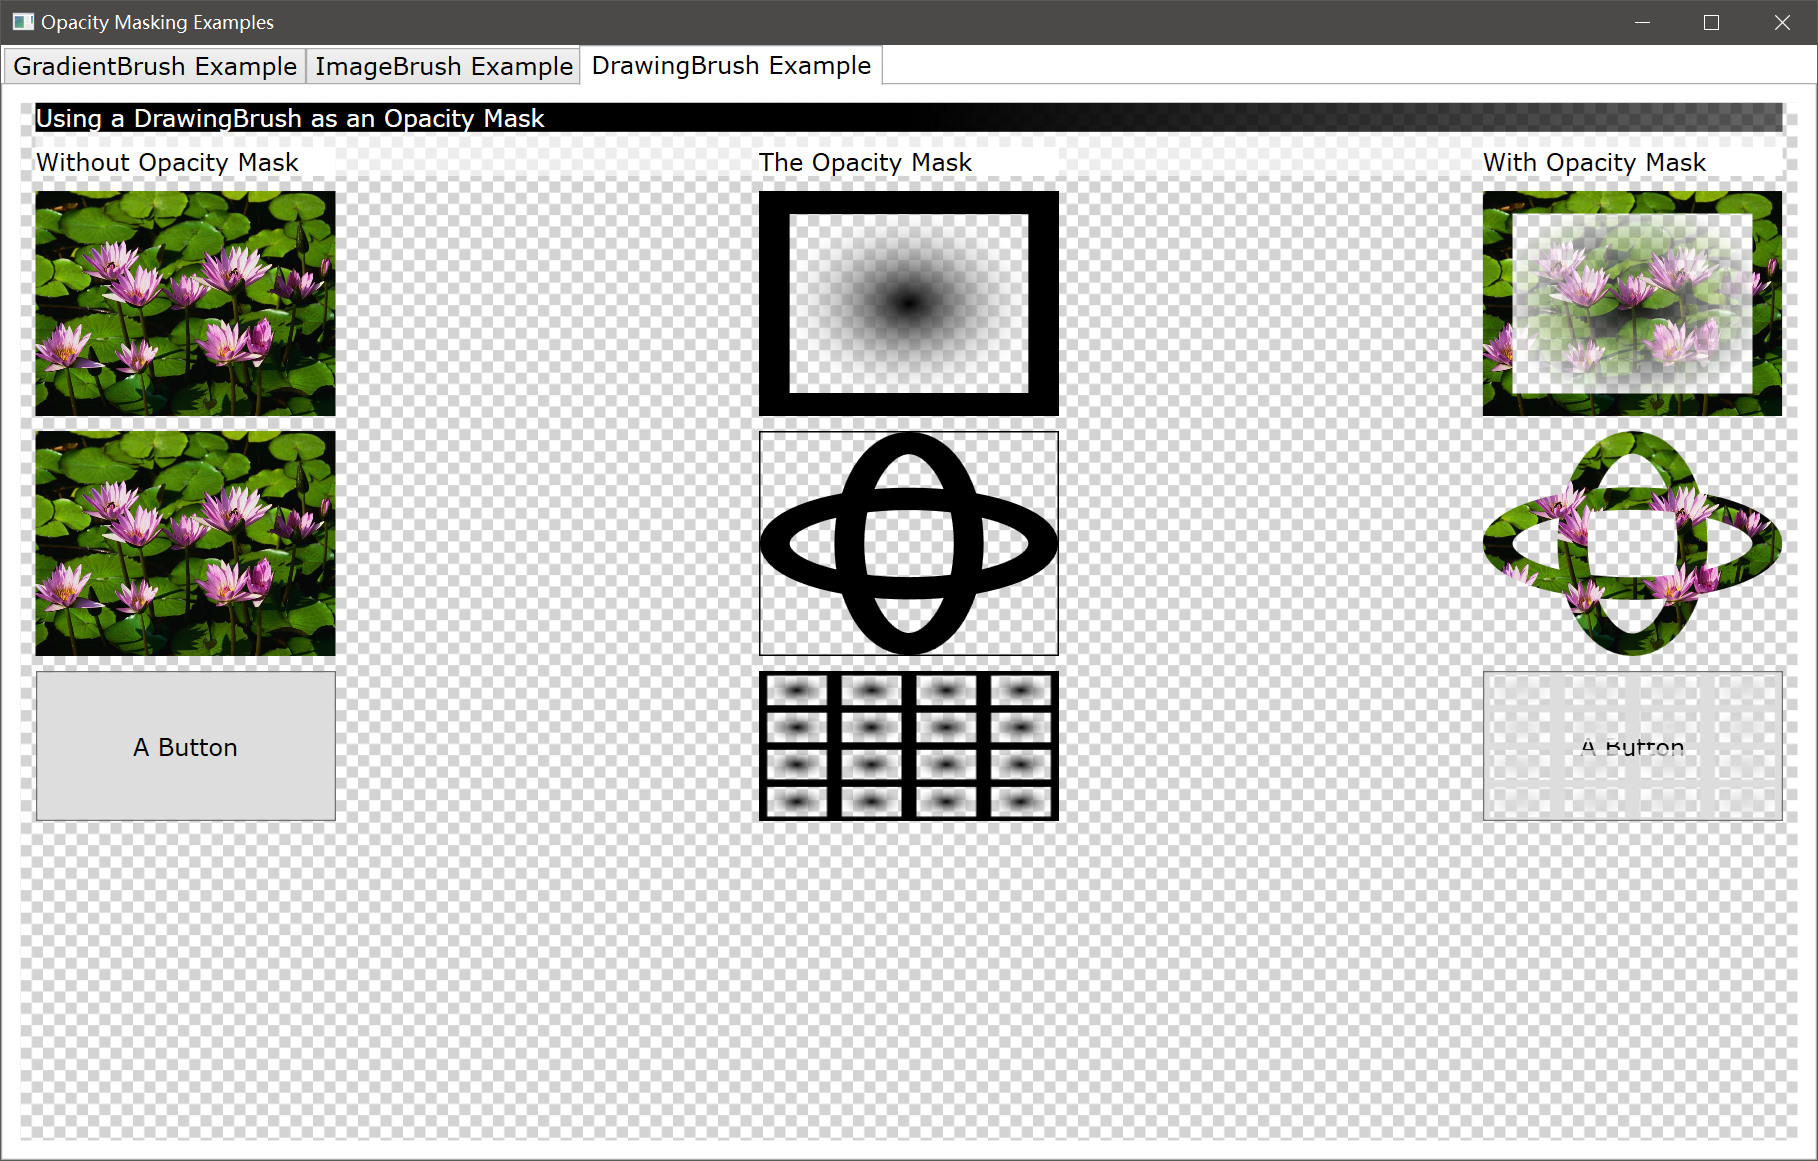 Opacity Masking Examples
GradientBrush Example
ImageBrush Example
DrawingBrush Example
Using a DrawingBrush as an Opacity Mask
Without Opacity Mask
The Opacity Mask
With Opacity Mask
A Button
A Button